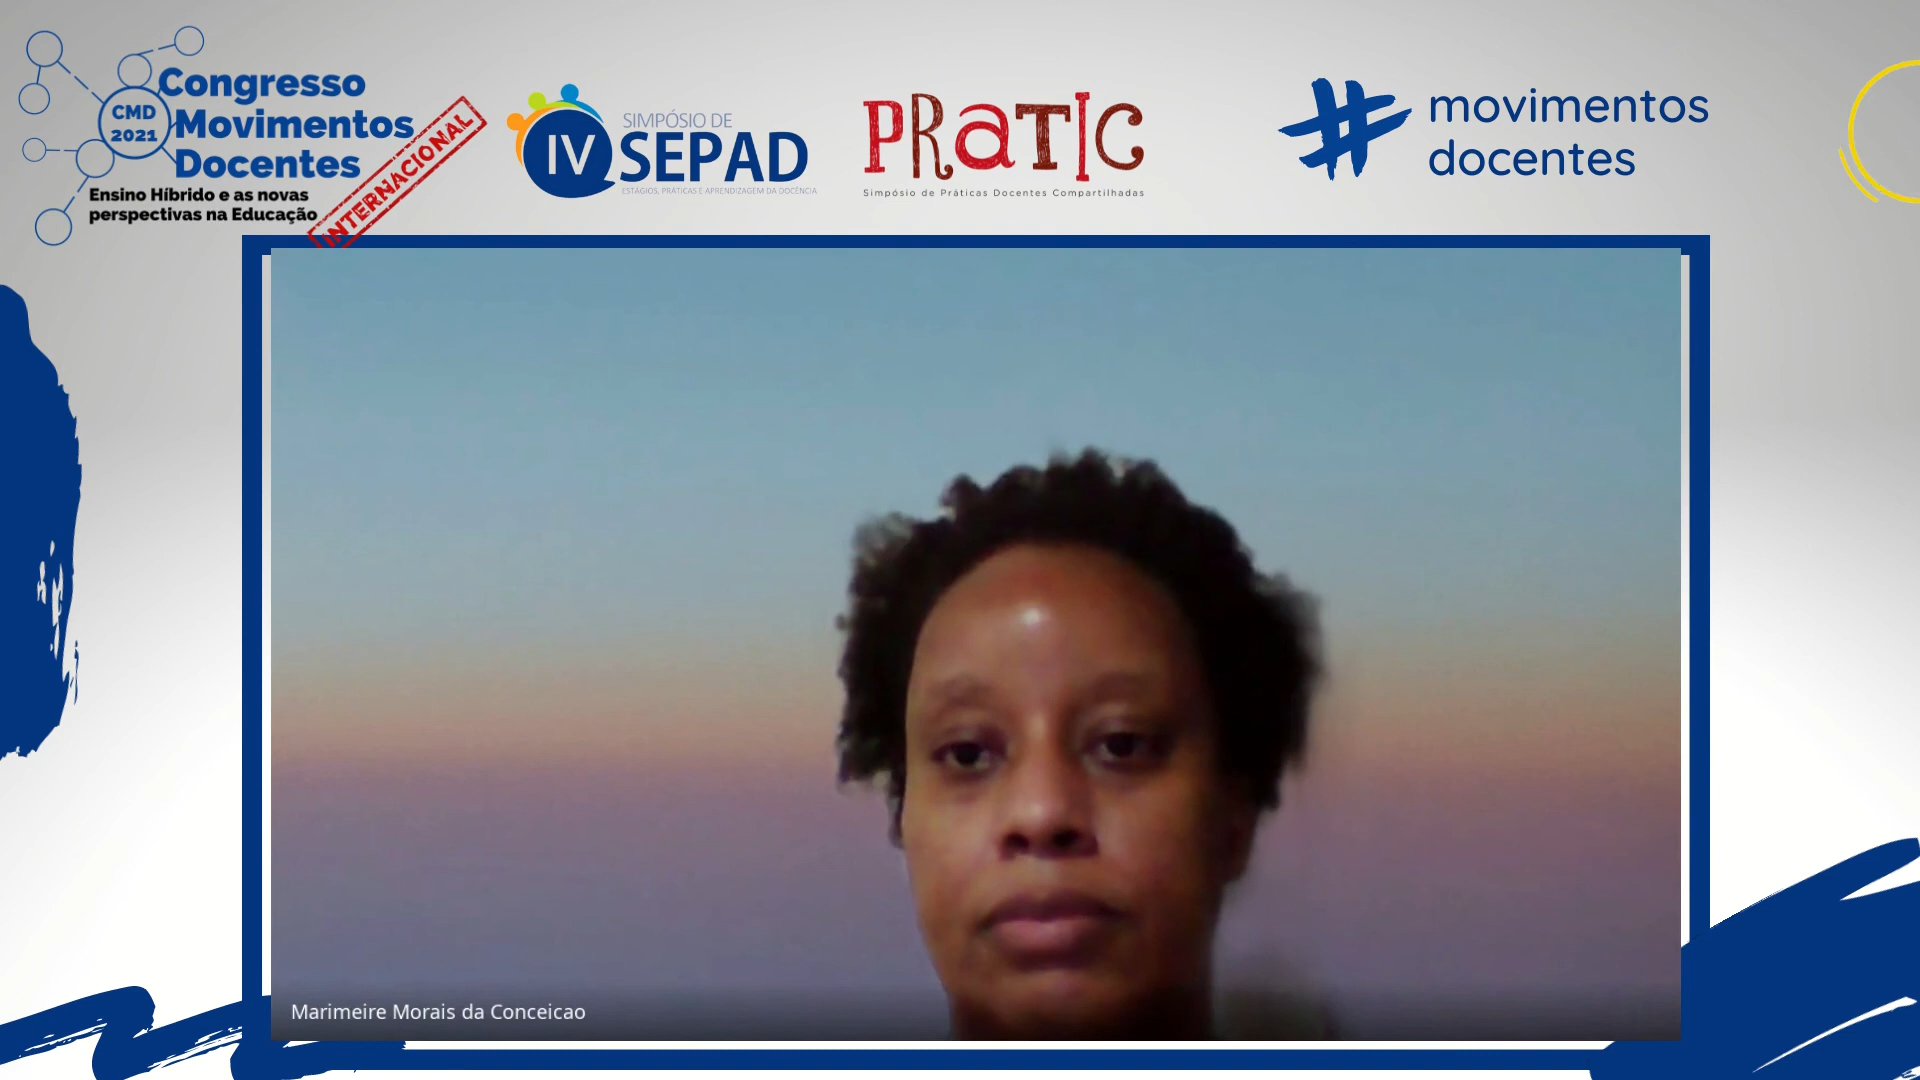 CMD
2021
Congresso
Movimentos
Docentes
Ensino Híbrido e as novas
perspectivas na Educação
INTERNACIONAL
IV
SIMPÓSIO DE
SEPAD
ESTÁGIOS, PRÁTICAS E APRENDIZAGEM DA DOCÊNCIA
PRATIC
Simpósio de Práticas Docentes Compartilhadas
# movimentos
docentes
Marimeire Morais da Conceicao